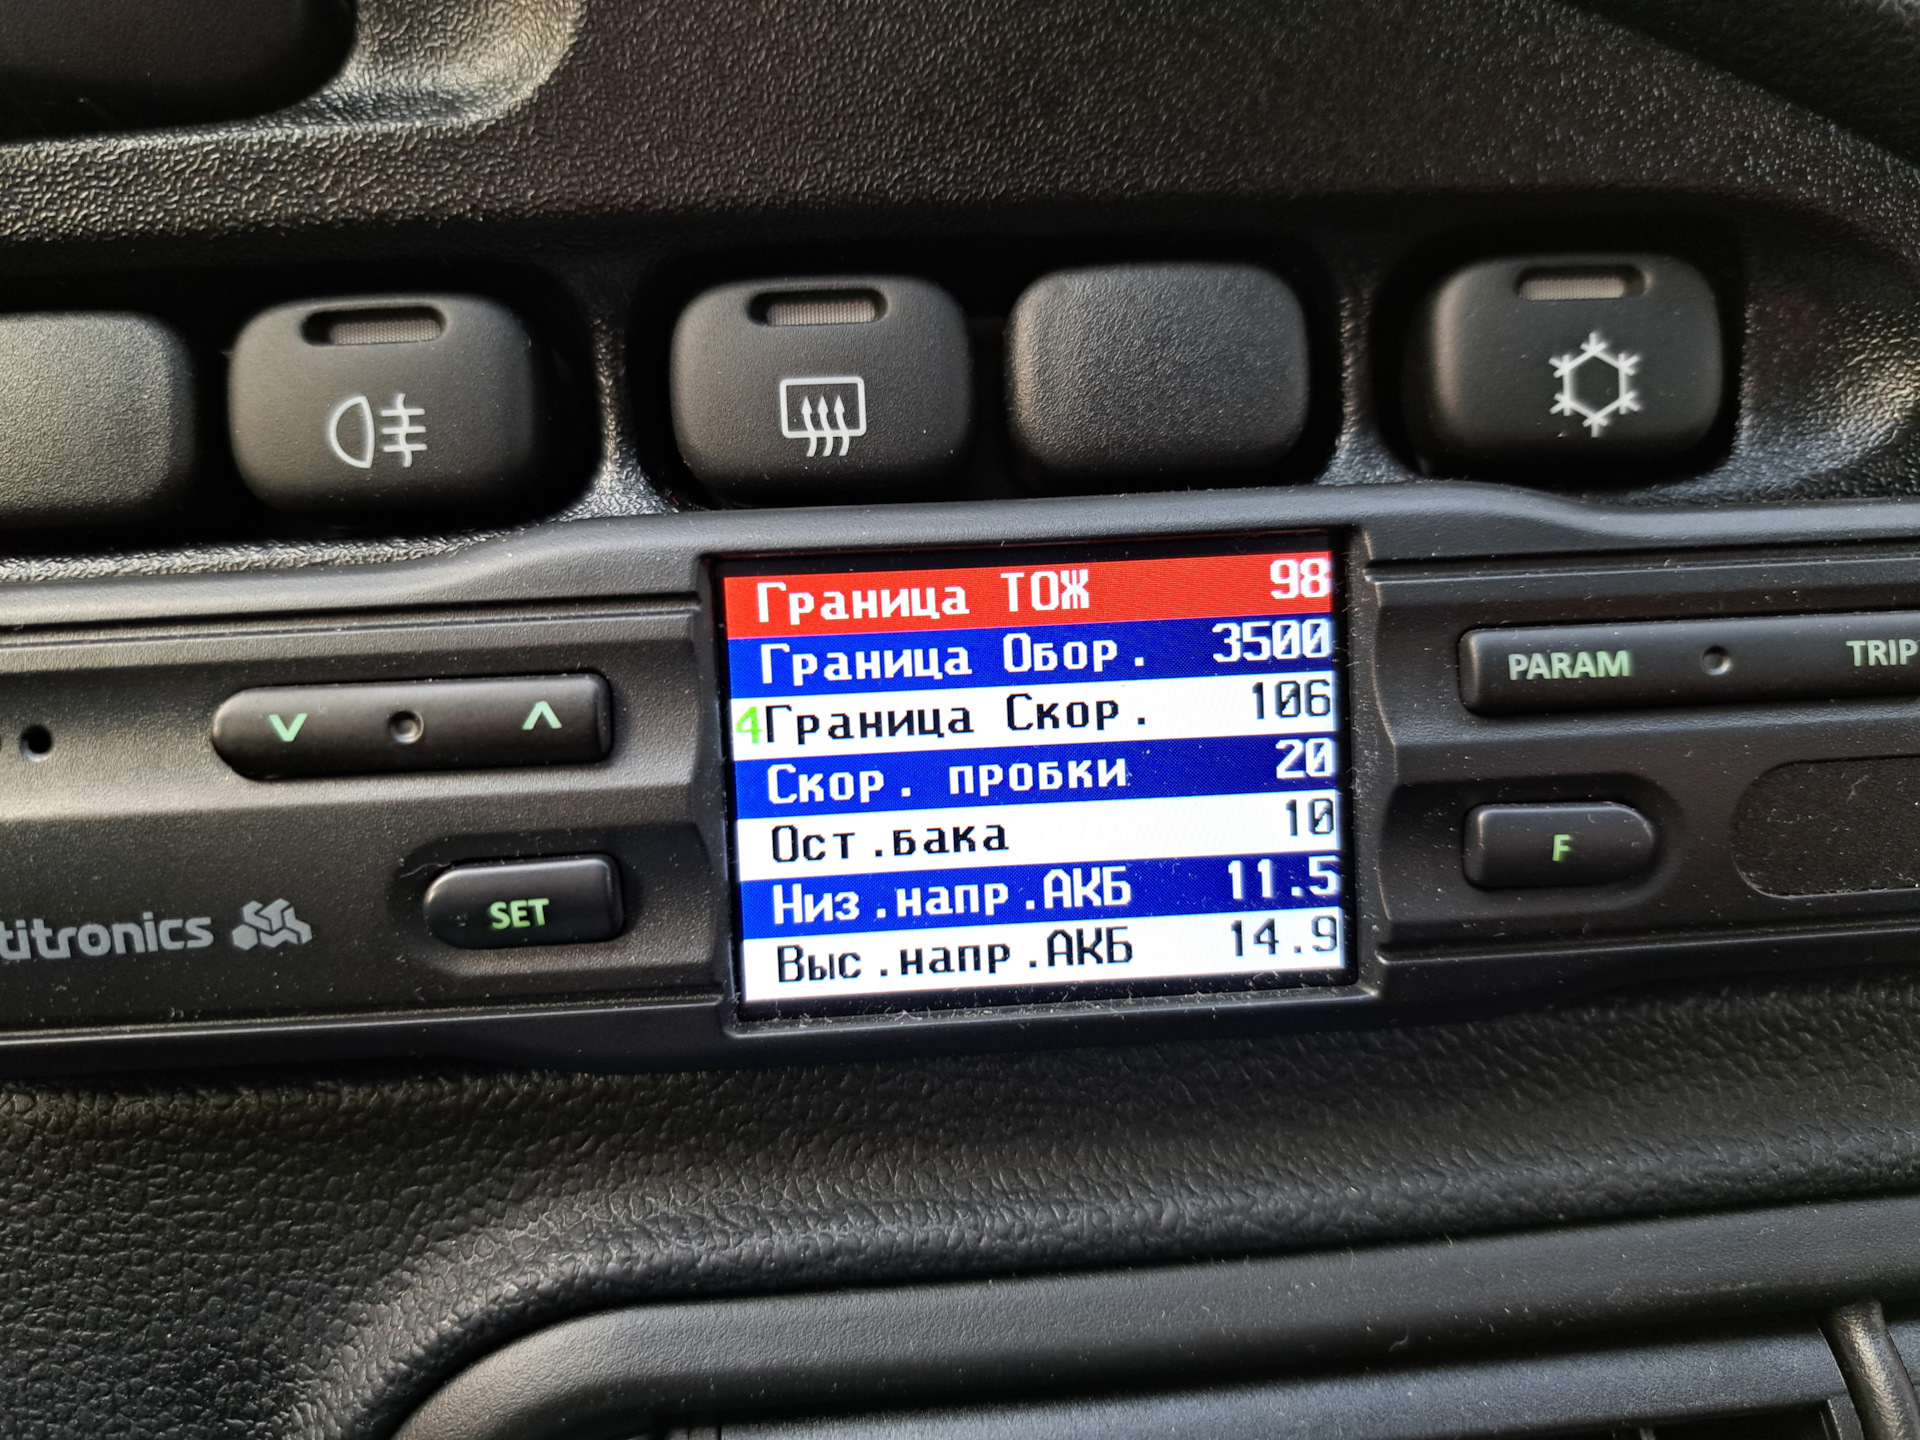 Граница ТОЖ 98
Граница Обор. 3500
4Граница Скор. 106
Скор. пробки 20
Ост.бака 10
Низ.напр.АКБ 11.5
Выс.напр.АКБ 14.9
PARAM TRIP
SET
F
titronics